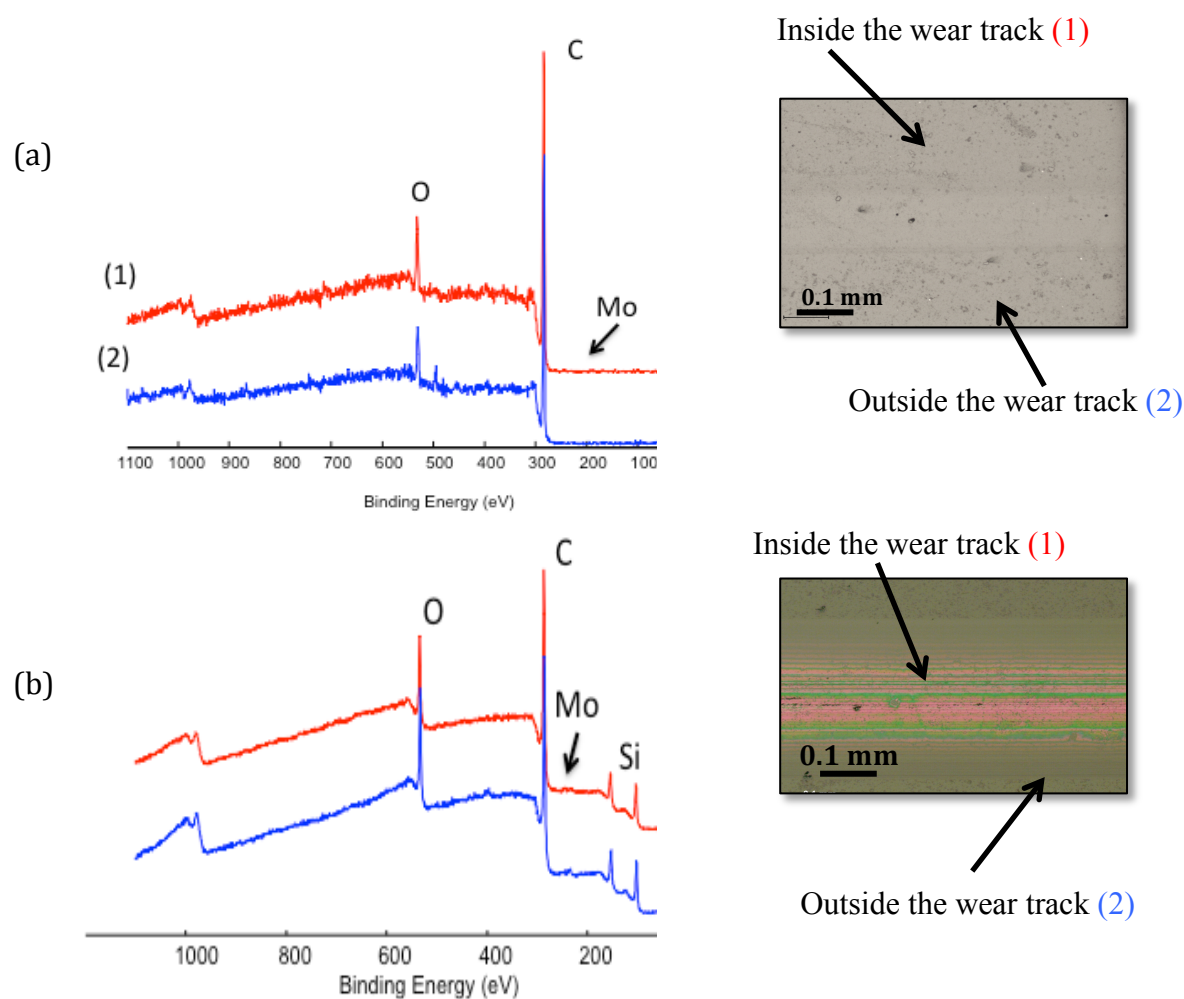 (a)
C
O
(1)
Mo
(2)
1100 1000 900 800 700 600 500 400 300 200 100
Binding Energy (eV)
Inside the wear track (1)
0.1 mm
Outside the wear track (2)
(b)
C
O
Mo
Si
1000 800 600 400 200
Binding Energy (eV)
Inside the wear track (1)
0.1 mm
Outside the wear track (2)